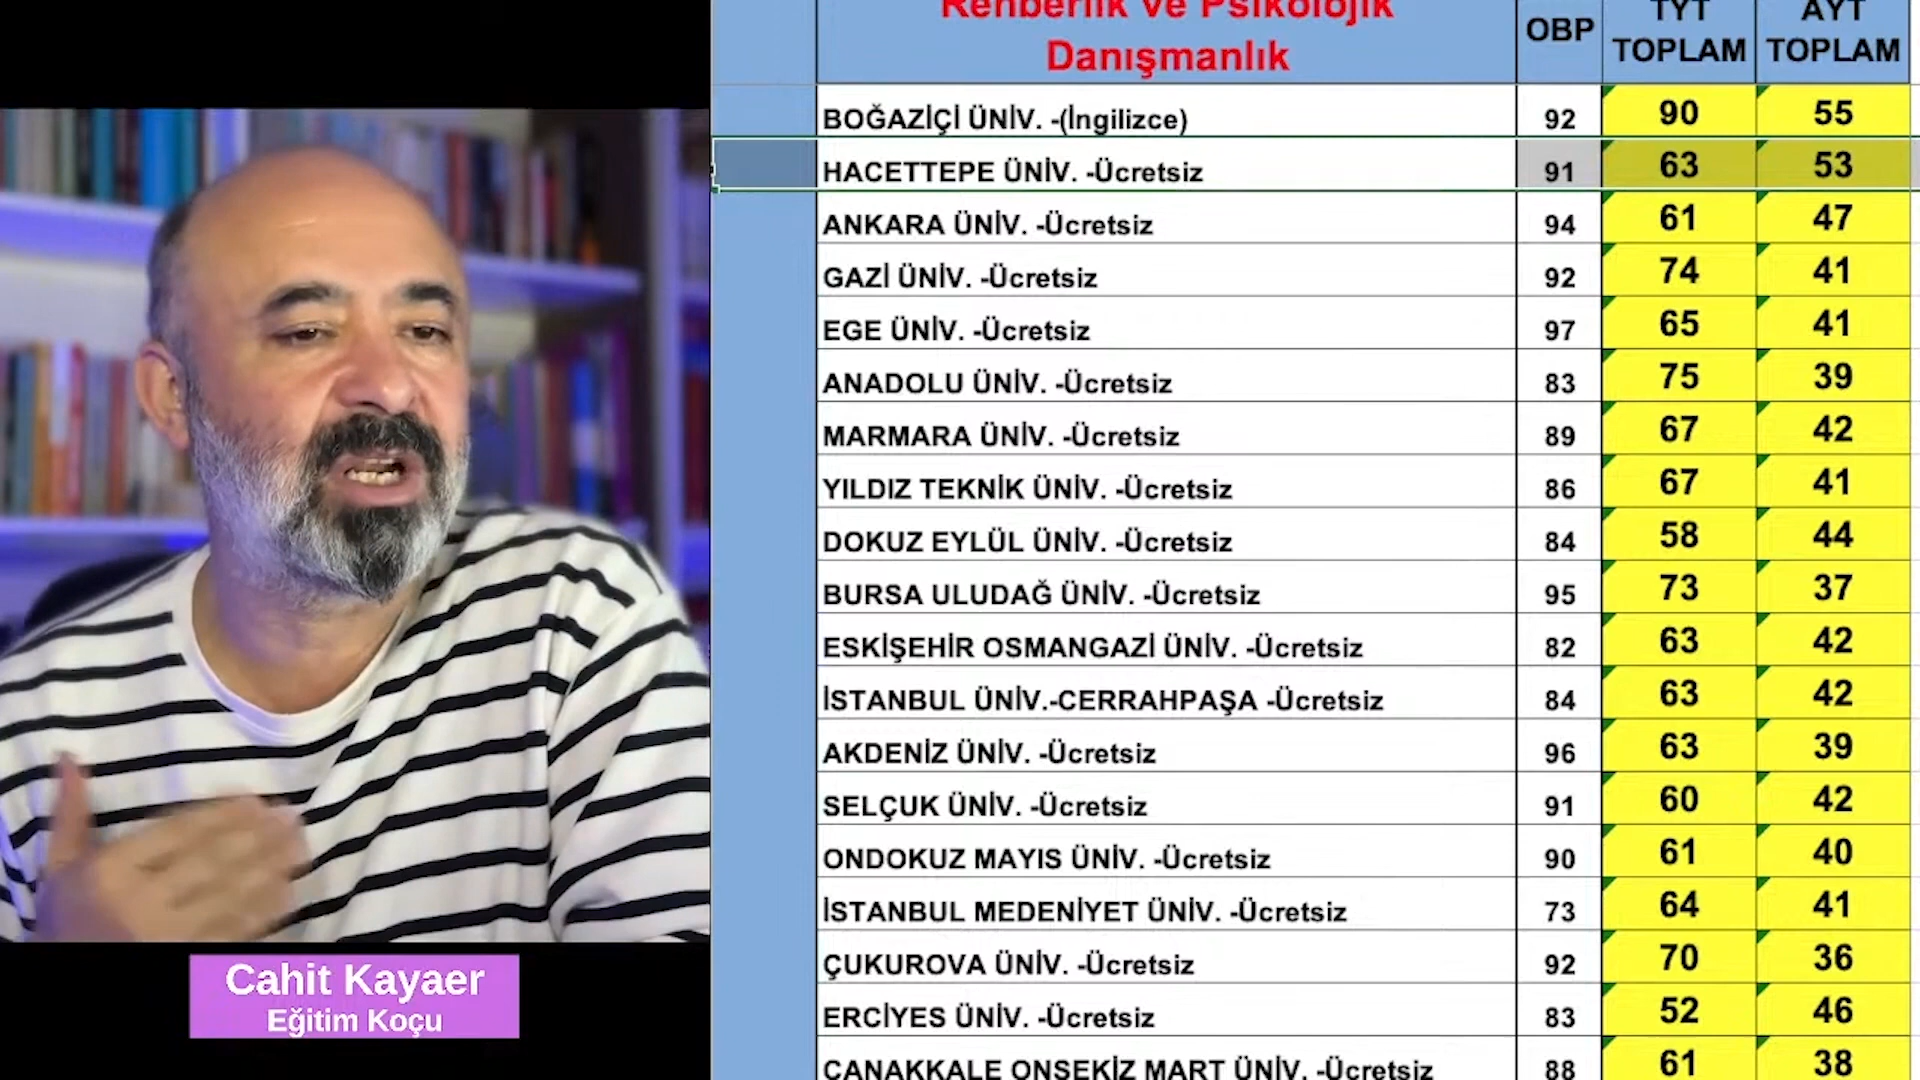 Rehberlik ve Psikolojik
Danışmanlık
OBP
TYT
TOPLAM
AYT
TOPLAM
BOĞAZİÇİ ÜNİV. -(İngilizce) 92 90 55
HACETTEPE ÜNİV. -Ücretsiz 91 63 53
ANKARA ÜNİV. -Ücretsiz 94 61 47
GAZİ ÜNİV. -Ücretsiz 92 74 41
EGE ÜNİV. -Ücretsiz 97 65 41
ANADOLU ÜNİV. -Ücretsiz 83 75 39
MARMARA ÜNİV. -Ücretsiz 89 67 42
YILDIZ TEKNİK ÜNİV. -Ücretsiz 86 67 41
DOKUZ EYLÜL ÜNİV. -Ücretsiz 84 58 44
BURSA ULUDAĞ ÜNİV. -Ücretsiz 95 73 37
ESKİŞEHİR OSMANGAZİ ÜNİV. -Ücretsiz 82 63 42
İSTANBUL ÜNİV.-CERRAHPAŞA -Ücretsiz 84 63 42
AKDENİZ ÜNİV. -Ücretsiz 96 63 39
SELÇUK ÜNİV. -Ücretsiz 91 60 42
ONDOKUZ MAYIS ÜNİV. -Ücretsiz 90 61 40
İSTANBUL MEDENİYET ÜNİV. -Ücretsiz 73 64 41
ÇUKUROVA ÜNİV. -Ücretsiz 92 70 36
ERCİYES ÜNİV. -Ücretsiz 83 52 46
ÇANAKKALE ONSEKİZ MART ÜNİV. -Ücretsiz 88 61 38
Cahit Kayaer
Eğitim Koçu